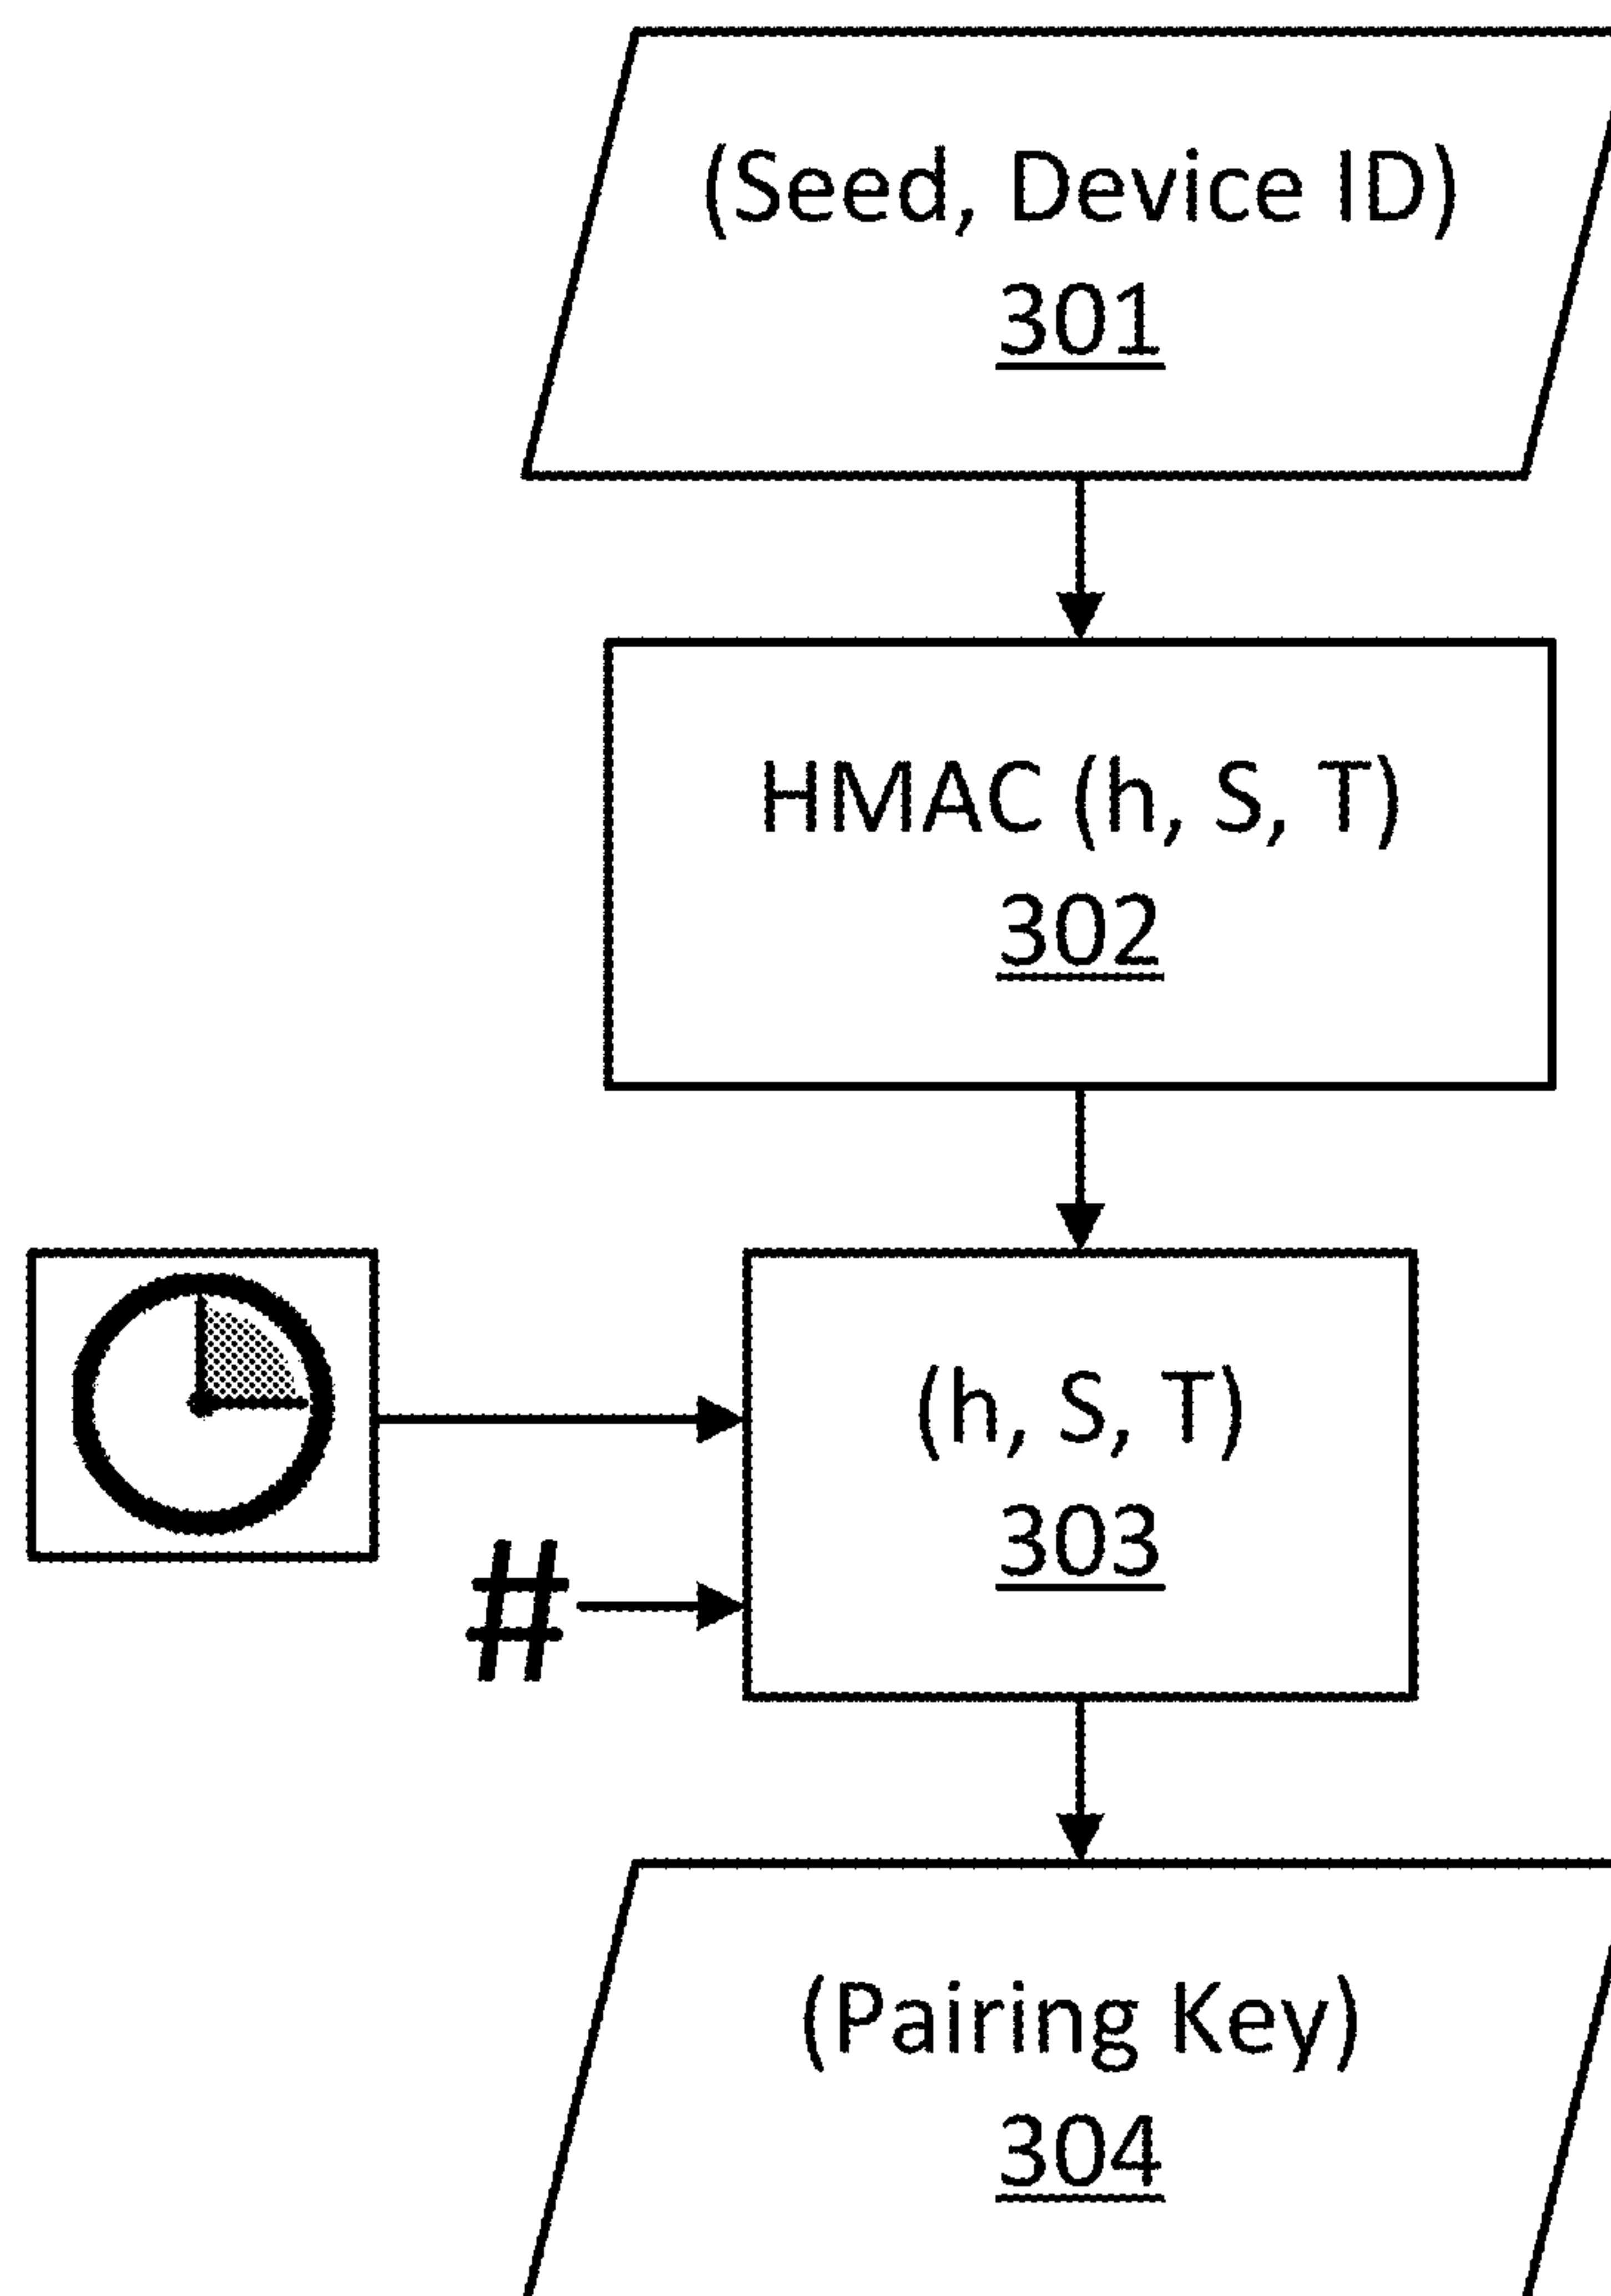 (Seed, Device ID)
301
HMAC (h, S, T)
302
(h, S, T)
303
#
(Pairing Key)
304